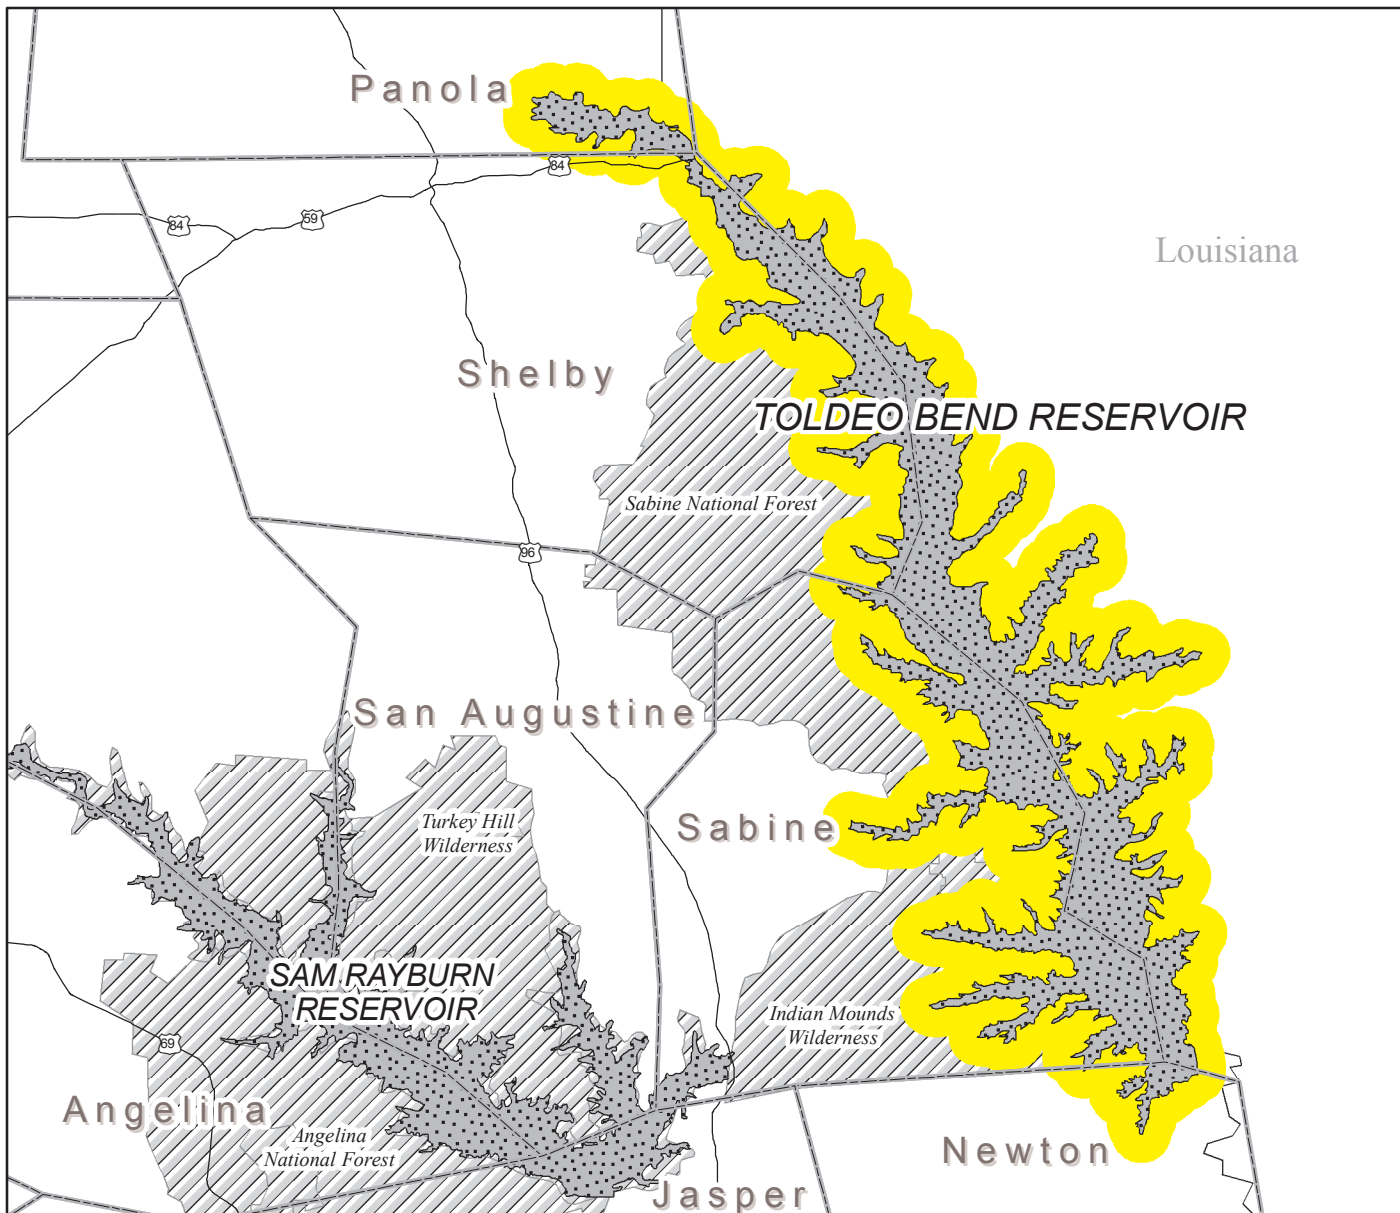 Panola
84
84
59
Louisiana
Shelby
TOLDEO BEND RESERVOIR
Sabine National Forest
96
San Augustine
Turkey Hill
Wilderness
Sabine
SAM RAYBURN
RESERVOIR
Indian Mounds
Wilderness
69
Angelina
Angelina
National Forest
Newton
Jasper